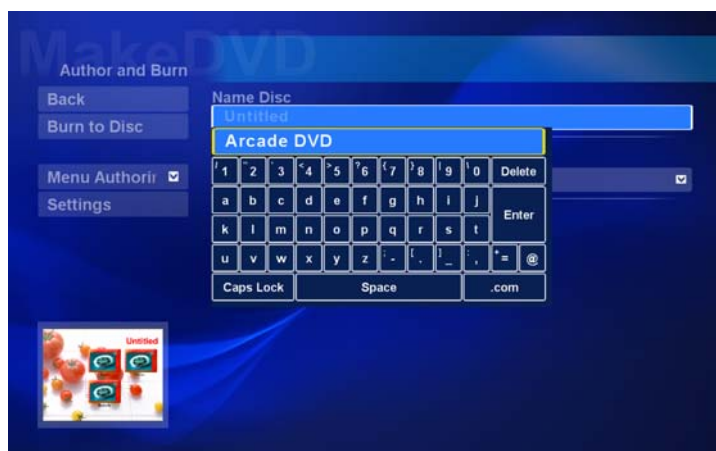 MakeDVD
Author and Burn
Back
Burn to Disc
Menu Authorin
Settings
Name Disc
Untitled
Arcade DVD
1 2 3 4 5 6 7 8 9 0 Delete
a b c d e f g h i j
Enter
k l m n o p q r s t
u v w x y z ; - [ . ] _ : , + = @
Caps Lock Space .com
Untitled